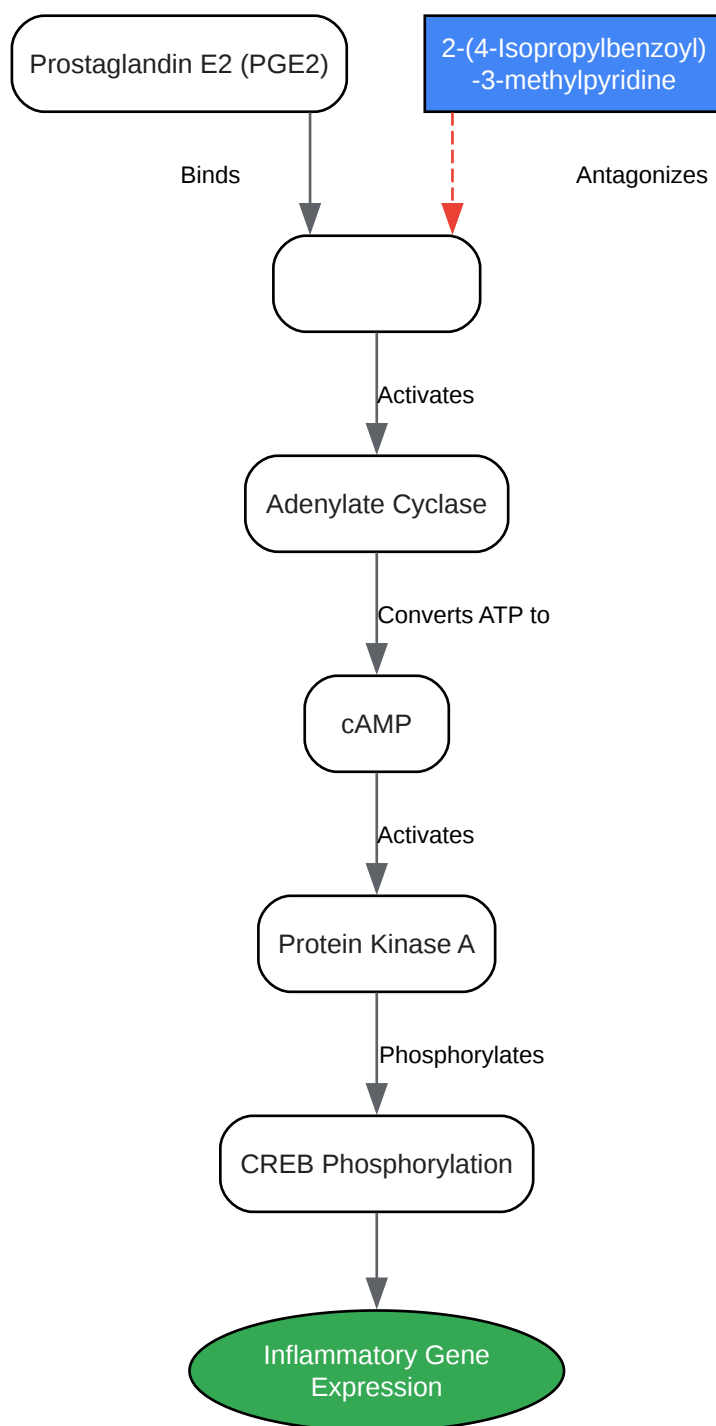 Prostaglandin E2 (PGE2)
2-(4-Isopropylbenzoyl)
-3-methylpyridine
Binds
Antagonizes
Activates
Adenylate Cyclase
Converts ATP to
cAMP
Activates
Protein Kinase A
Phosphorylates
CREB Phosphorylation
Inflammatory Gene
Expression